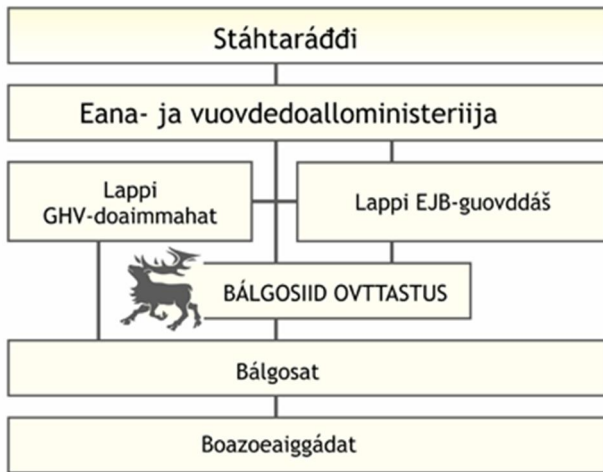 Stáhtaráđđi
Eana- ja vuovdedoalloministeriija
Lappi
GHV-doaimmahat
Lappi EJB-guovddáš
BÁLGOSIID OVTTASTUS
Bálgosat
Boazoeaiggádat